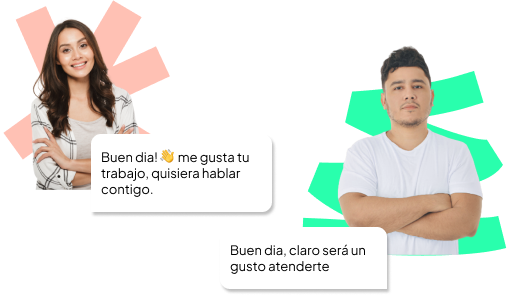 Buen dia!👋 me gusta tu
trabajo, quisiera hablar
contigo.
Buen dia, claro será un
gusto atenderte